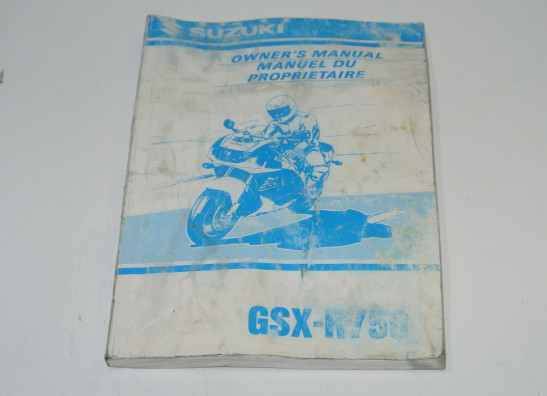 SUZUKI
OWNER'S MANUAL
MANUEL DU
PROPRIETAIRE
GSX-R750